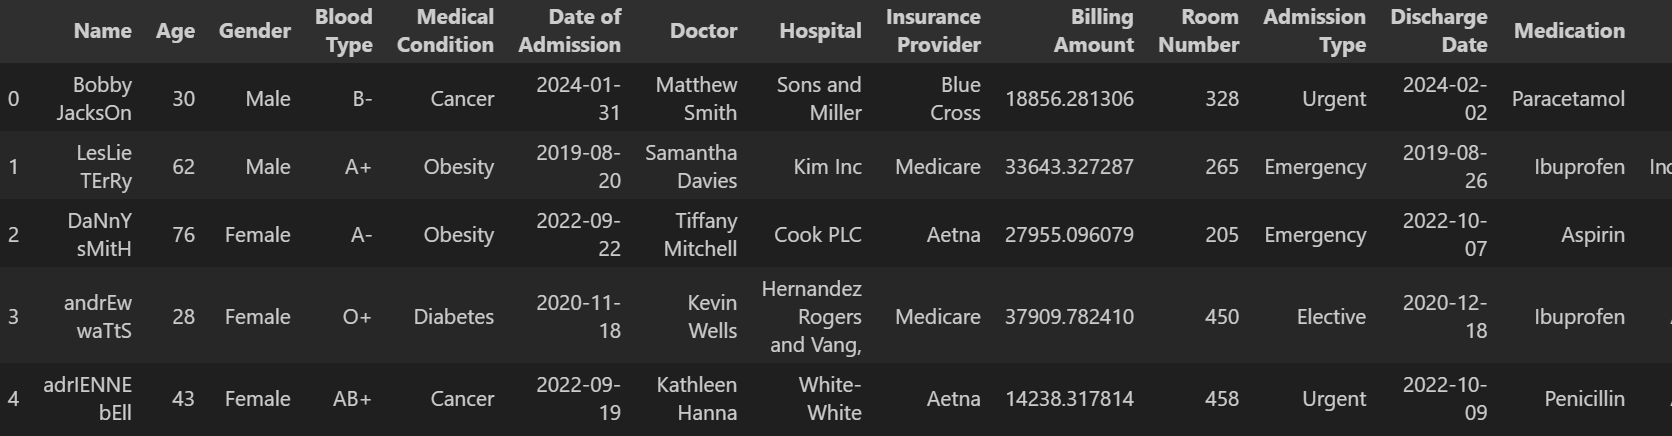 Name Age Gender Blood Type Medical Condition Date of Admission Doctor Hospital Insurance Provider Billing Amount Room Number Admission Type Discharge Date Medication
0 Bobby JacksOn 30 Male B- Cancer 2024-01-31 Matthew Smith Sons and Miller Blue Cross 18856.281306 328 Urgent 2024-02-02 Paracetamol
1 LesLie TErRy 62 Male A+ Obesity 2019-08-20 Samantha Davies Kim Inc Medicare 33643.327287 265 Emergency 2019-08-26 Ibuprofen
2 DaNnY sMitH 76 Female A- Obesity 2022-09-22 Tiffany Mitchell Cook PLC Aetna 27955.096079 205 Emergency 2022-10-07 Aspirin
3 andrEw waTtS 28 Female O+ Diabetes 2020-11-18 Kevin Wells Hernandez Rogers and Vang, Medicare 37909.782410 450 Elective 2020-12-18 Ibuprofen
4 adrIENNE bEll 43 Female AB+ Cancer 2022-09-19 Kathleen Hanna White-White Aetna 14238.317814 458 Urgent 2022-10-09 Penicillin